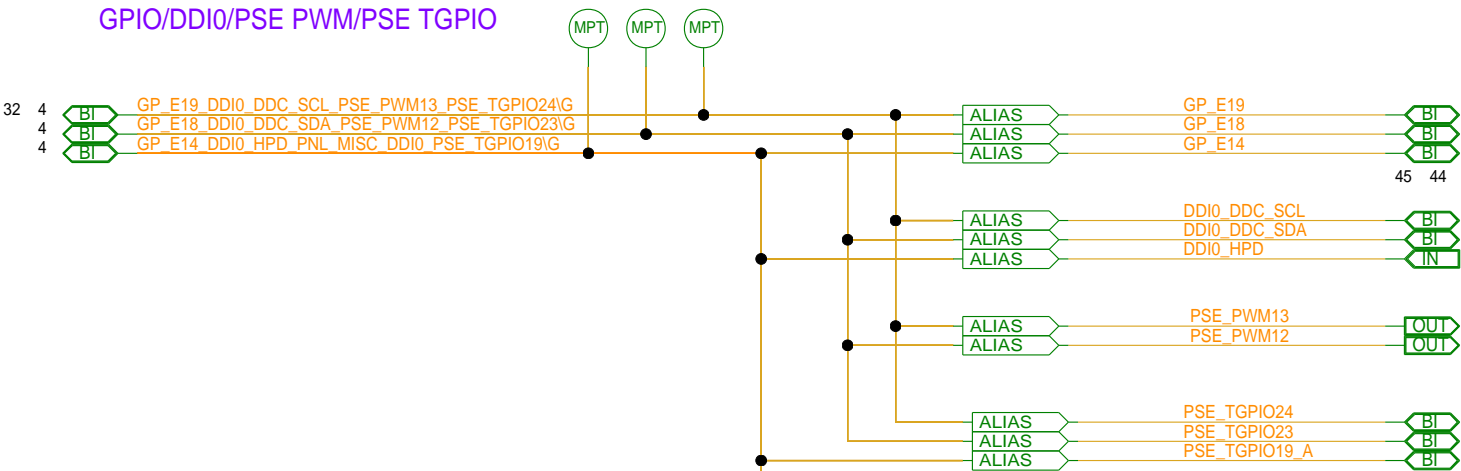 GPIO/DDI0/PSE PWM/PSE TGPIO
MPT MPT MPT
32 4 BI GP_E19_DDI0_DDC_SCL_PSE_PWM13_PSE_TGPIO24\G ALIAS GP_E19 BI
4 BI GP_E18_DDI0_DDC_SDA_PSE_PWM12_PSE_TGPIO23\G ALIAS GP_E18 BI
4 BI GP_E14_DDI0_HPD_PNL_MISC_DDI0_PSE_TGPIO19\G ALIAS GP_E14 BI
45 44
ALIAS DDI0_DDC_SCL BI
ALIAS DDI0_DDC_SDA BI
ALIAS DDI0_HPD IN
ALIAS PSE_PWM13 OUT
ALIAS PSE_PWM12 OUT
ALIAS PSE_TGPIO24 BI
ALIAS PSE_TGPIO23 BI
ALIAS PSE_TGPIO19_A BI